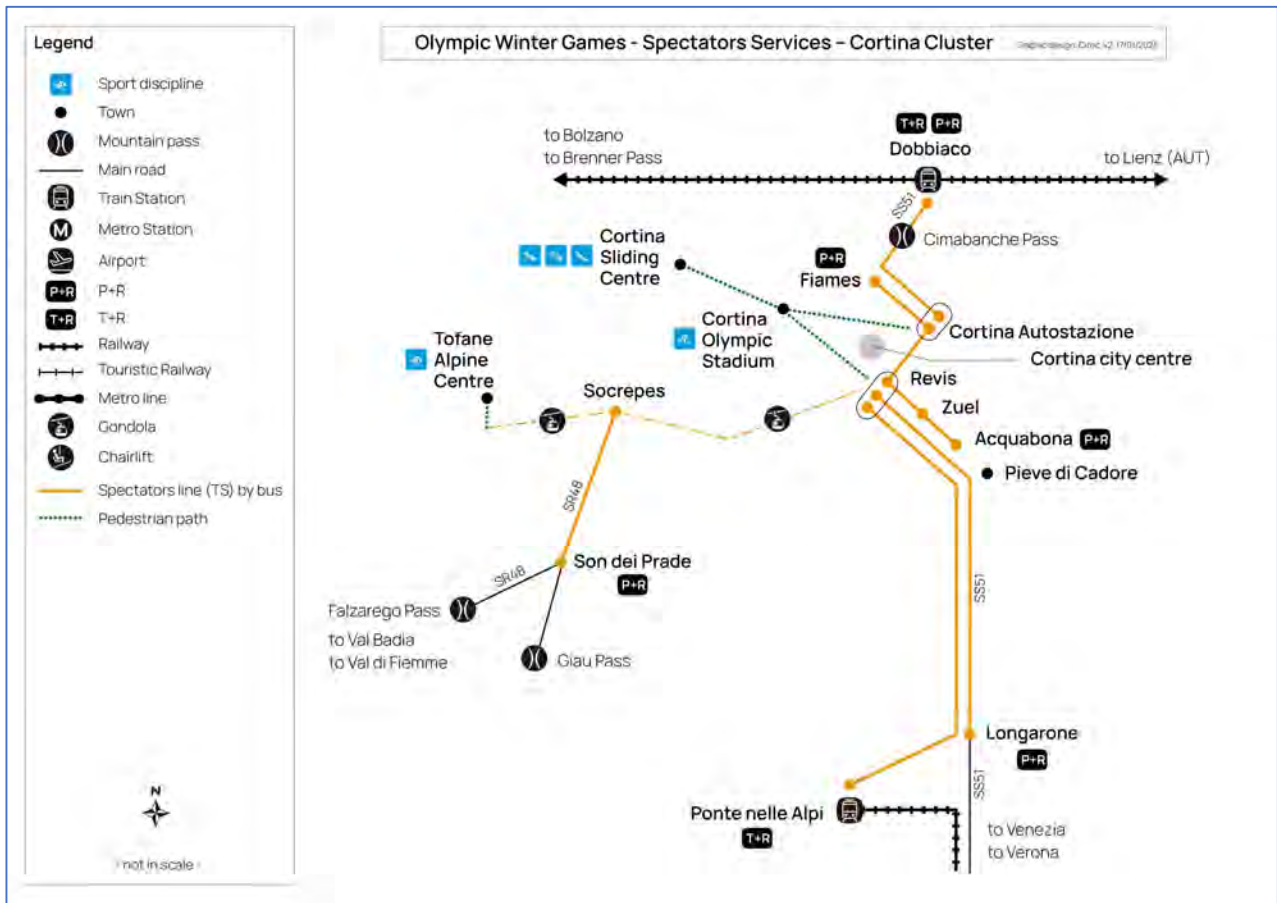 Legend
Sport discipline
Town
Mountain pass
Main road
Train Station
M
Metro Station
Airport
P+R
P+R
T+R
T+R
Railway
Touristic Railway
Metro line
Gondola
Chairlift
Spectators line (TS) by bus
Pedestrian path
N
not in scale
Olympic Winter Games - Spectators Services – Cortina Cluster
T+R P+R
Dobbiaco
to Bolzano
to Brenner Pass
to Lienz (AUT)
SS51
Cimabanche Pass
P+R
Fiames
Cortina
Sliding
Centre
Cortina
Olympic
Stadium
Cortina Autostazione
Cortina city centre
Tofane
Alpine
Centre
Socrepes
Revis
Zuel
Acquabona P+R
Pieve di Cadore
SR48
Son dei Prade
P+R
SR48
Falzarego Pass
to Val Badia
to Val di Fiemme
Giau Pass
SS51
Longarone
P+R
SS51
Ponte nelle Alpi
T+R
to Venezia
to Verona